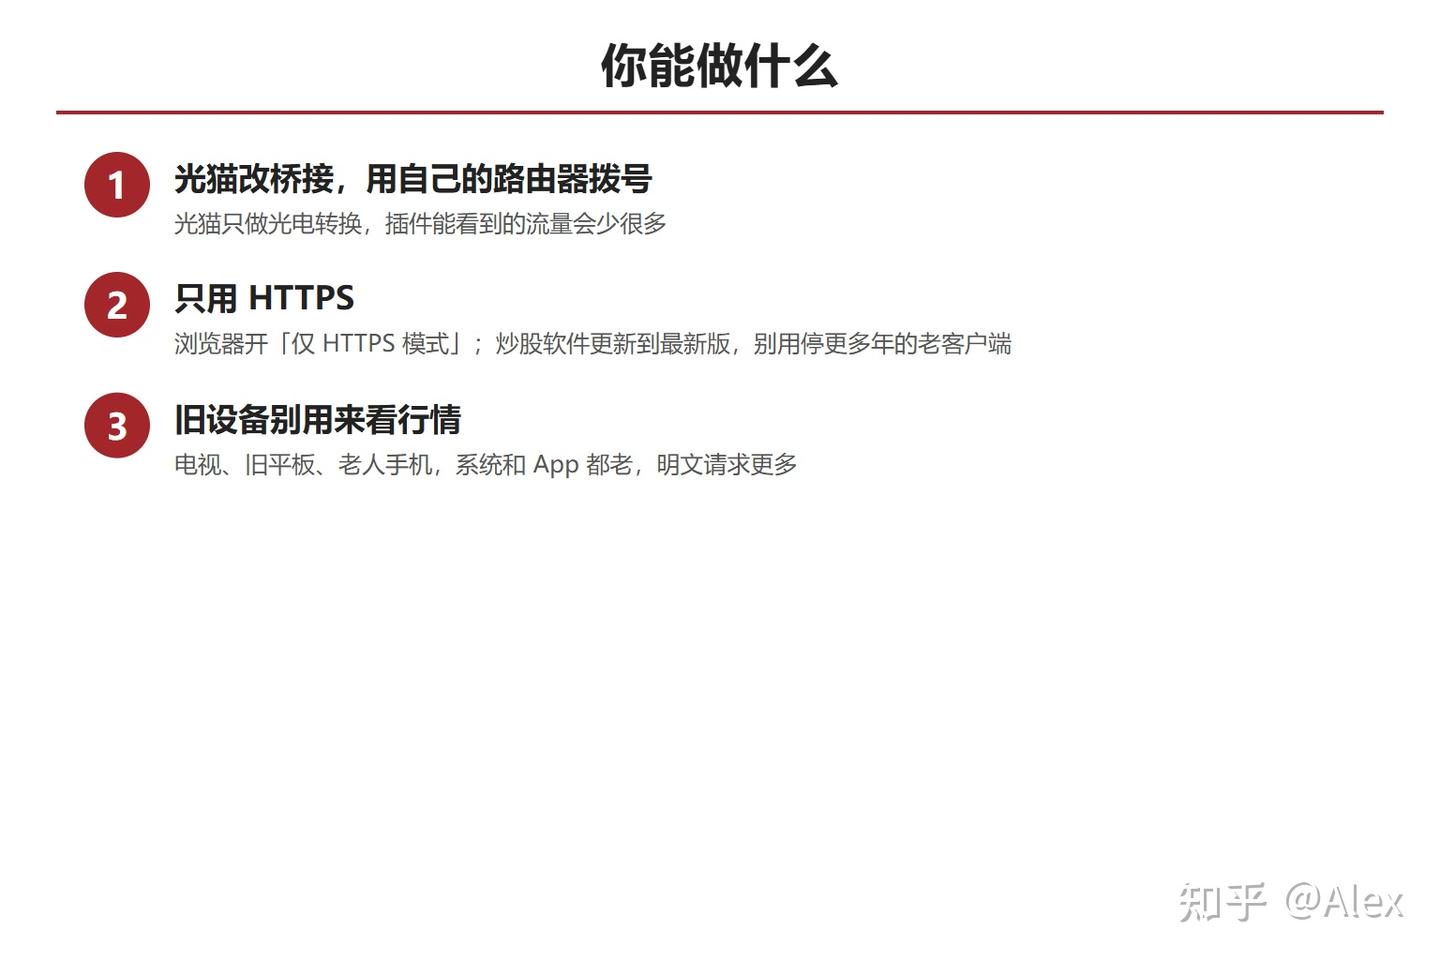 你能做什么
1
光猫改桥接，用自己的路由器拨号
光猫只做光电转换，插件能看到的流量会少很多
2
只用 HTTPS
浏览器开「仅 HTTPS 模式」；炒股软件更新到最新版，别用停更多年的老客户端
3
旧设备别用来看行情
电视、旧平板、老人手机，系统和 App 都老，明文请求更多
知乎 @Alex